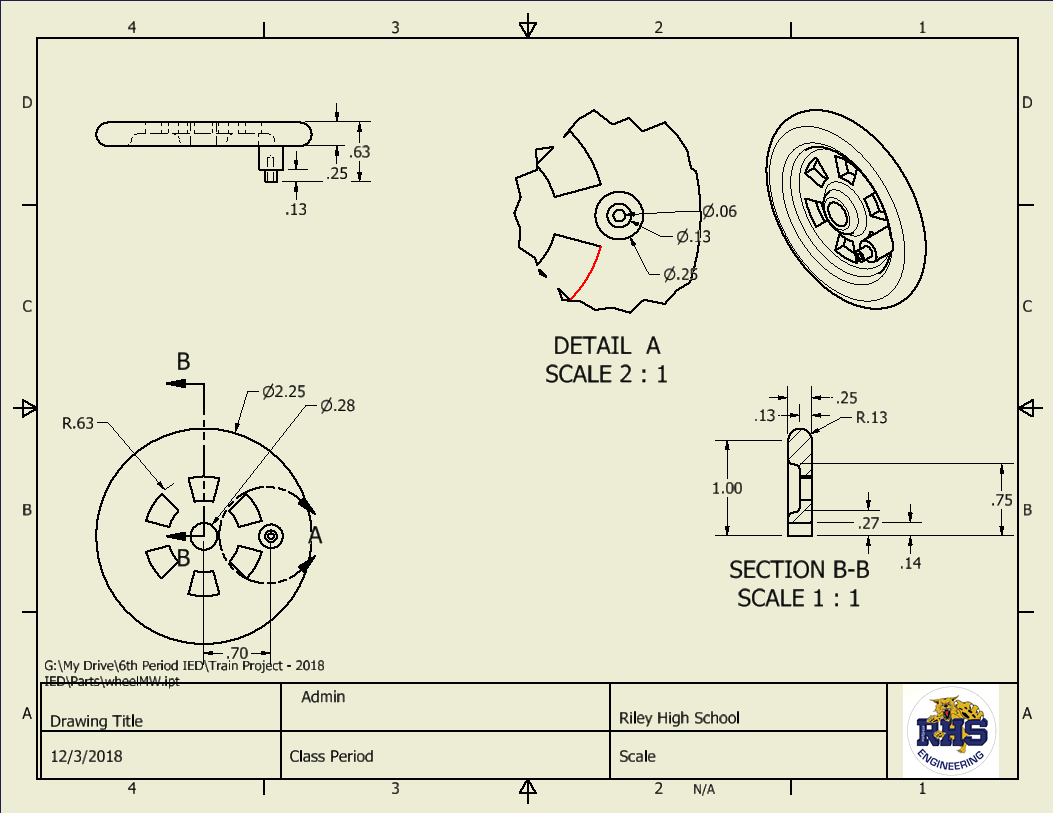 4 3 2 1
D D
.63
.25
.13
Ø.06
Ø.13
Ø.25
C C
DETAIL A
SCALE 2 : 1
B
Ø2.25
Ø.28
R.63
.25
.13
R.13
1.00
.75
B B
A
.27
B
.14
SECTION B-B
SCALE 1 : 1
.70
G:\My Drive\6th Period IED\Train Project - 2018
IED\Parts\wheelMW.ipt
A A
Admin
Drawing Title
Riley High School
12/3/2018
Class Period
Scale
RHS
ENGINEERING
4 3 2 N/A 1